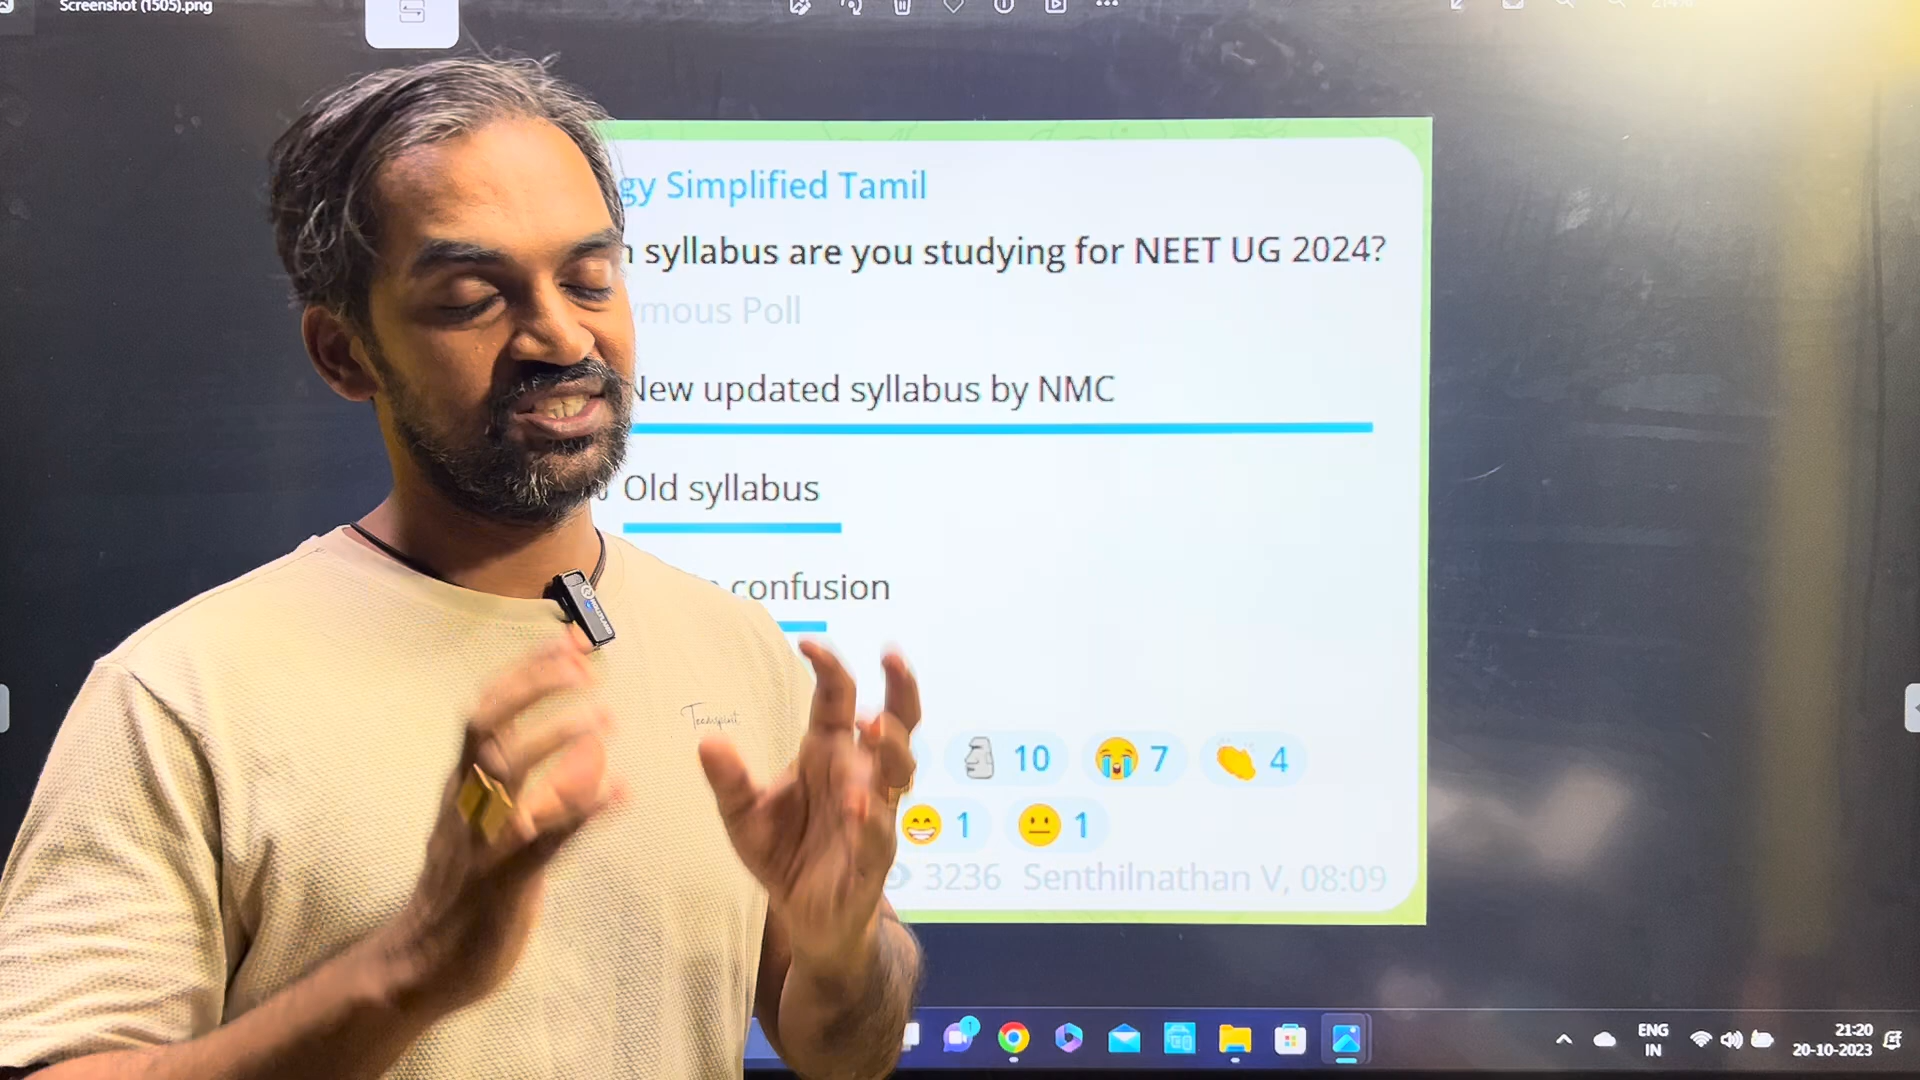 Screenshot (1505).png
Simplified Tamil
syllabus are you studying for NEET UG 2024?
Poll
New updated syllabus by NMC
Old syllabus
confusion
Teenspirit
10 7 4
1 1
3236 Senthilnathan V, 08:09
1
ENG
IN
21:20
20-10-2023